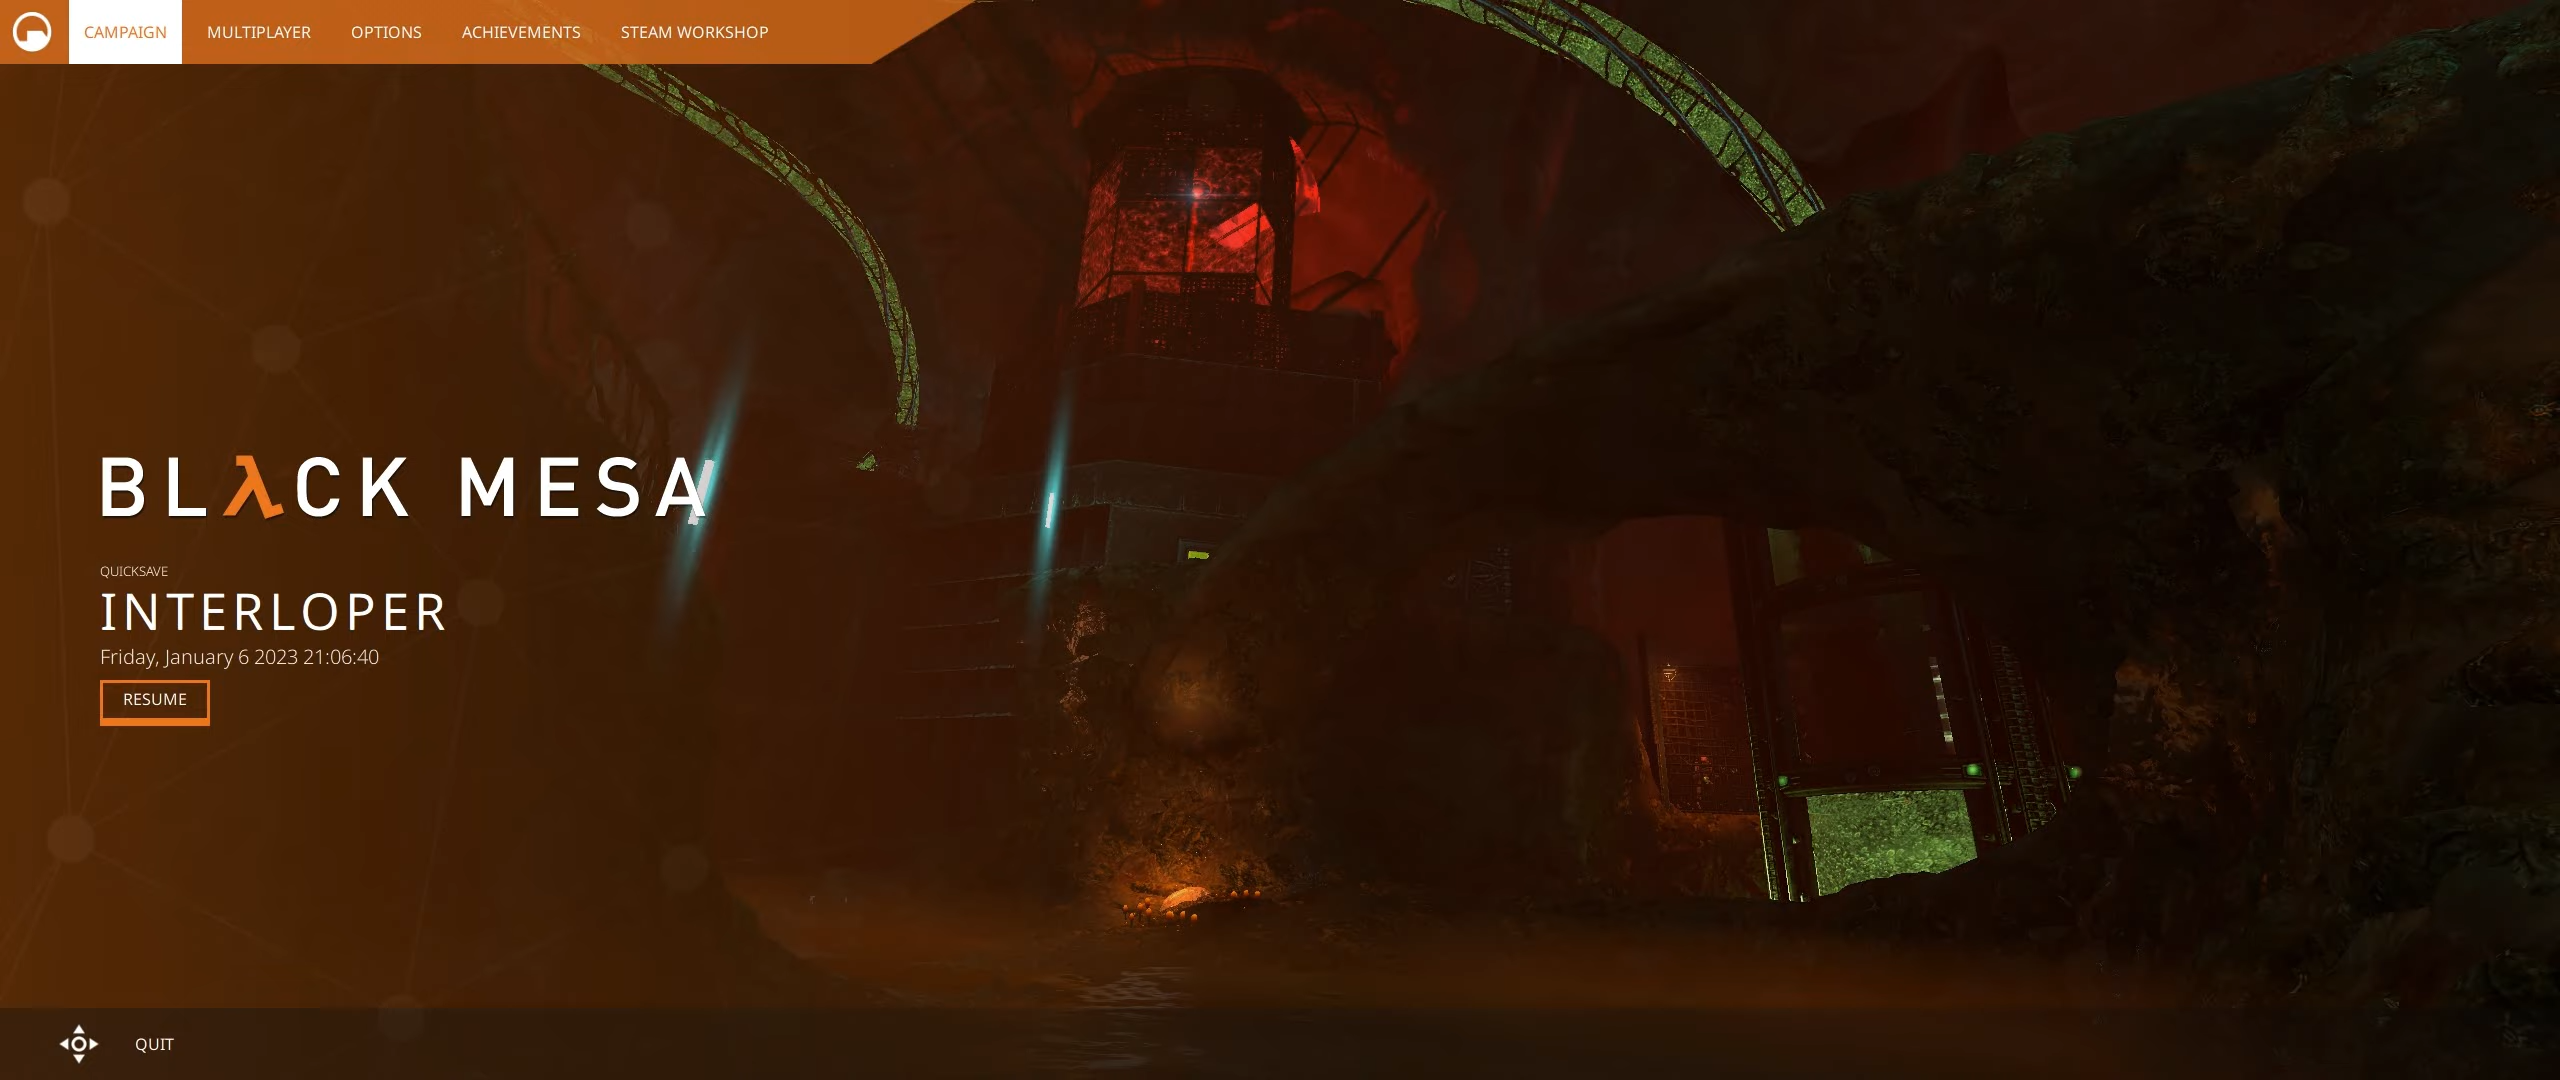 CAMPAIGN MULTIPLAYER OPTIONS ACHIEVEMENTS STEAM WORKSHOP
BLλCK MESA
QUICKSAVE
INTERLOPER
Friday, January 6 2023 21:06:40
RESUME
QUIT